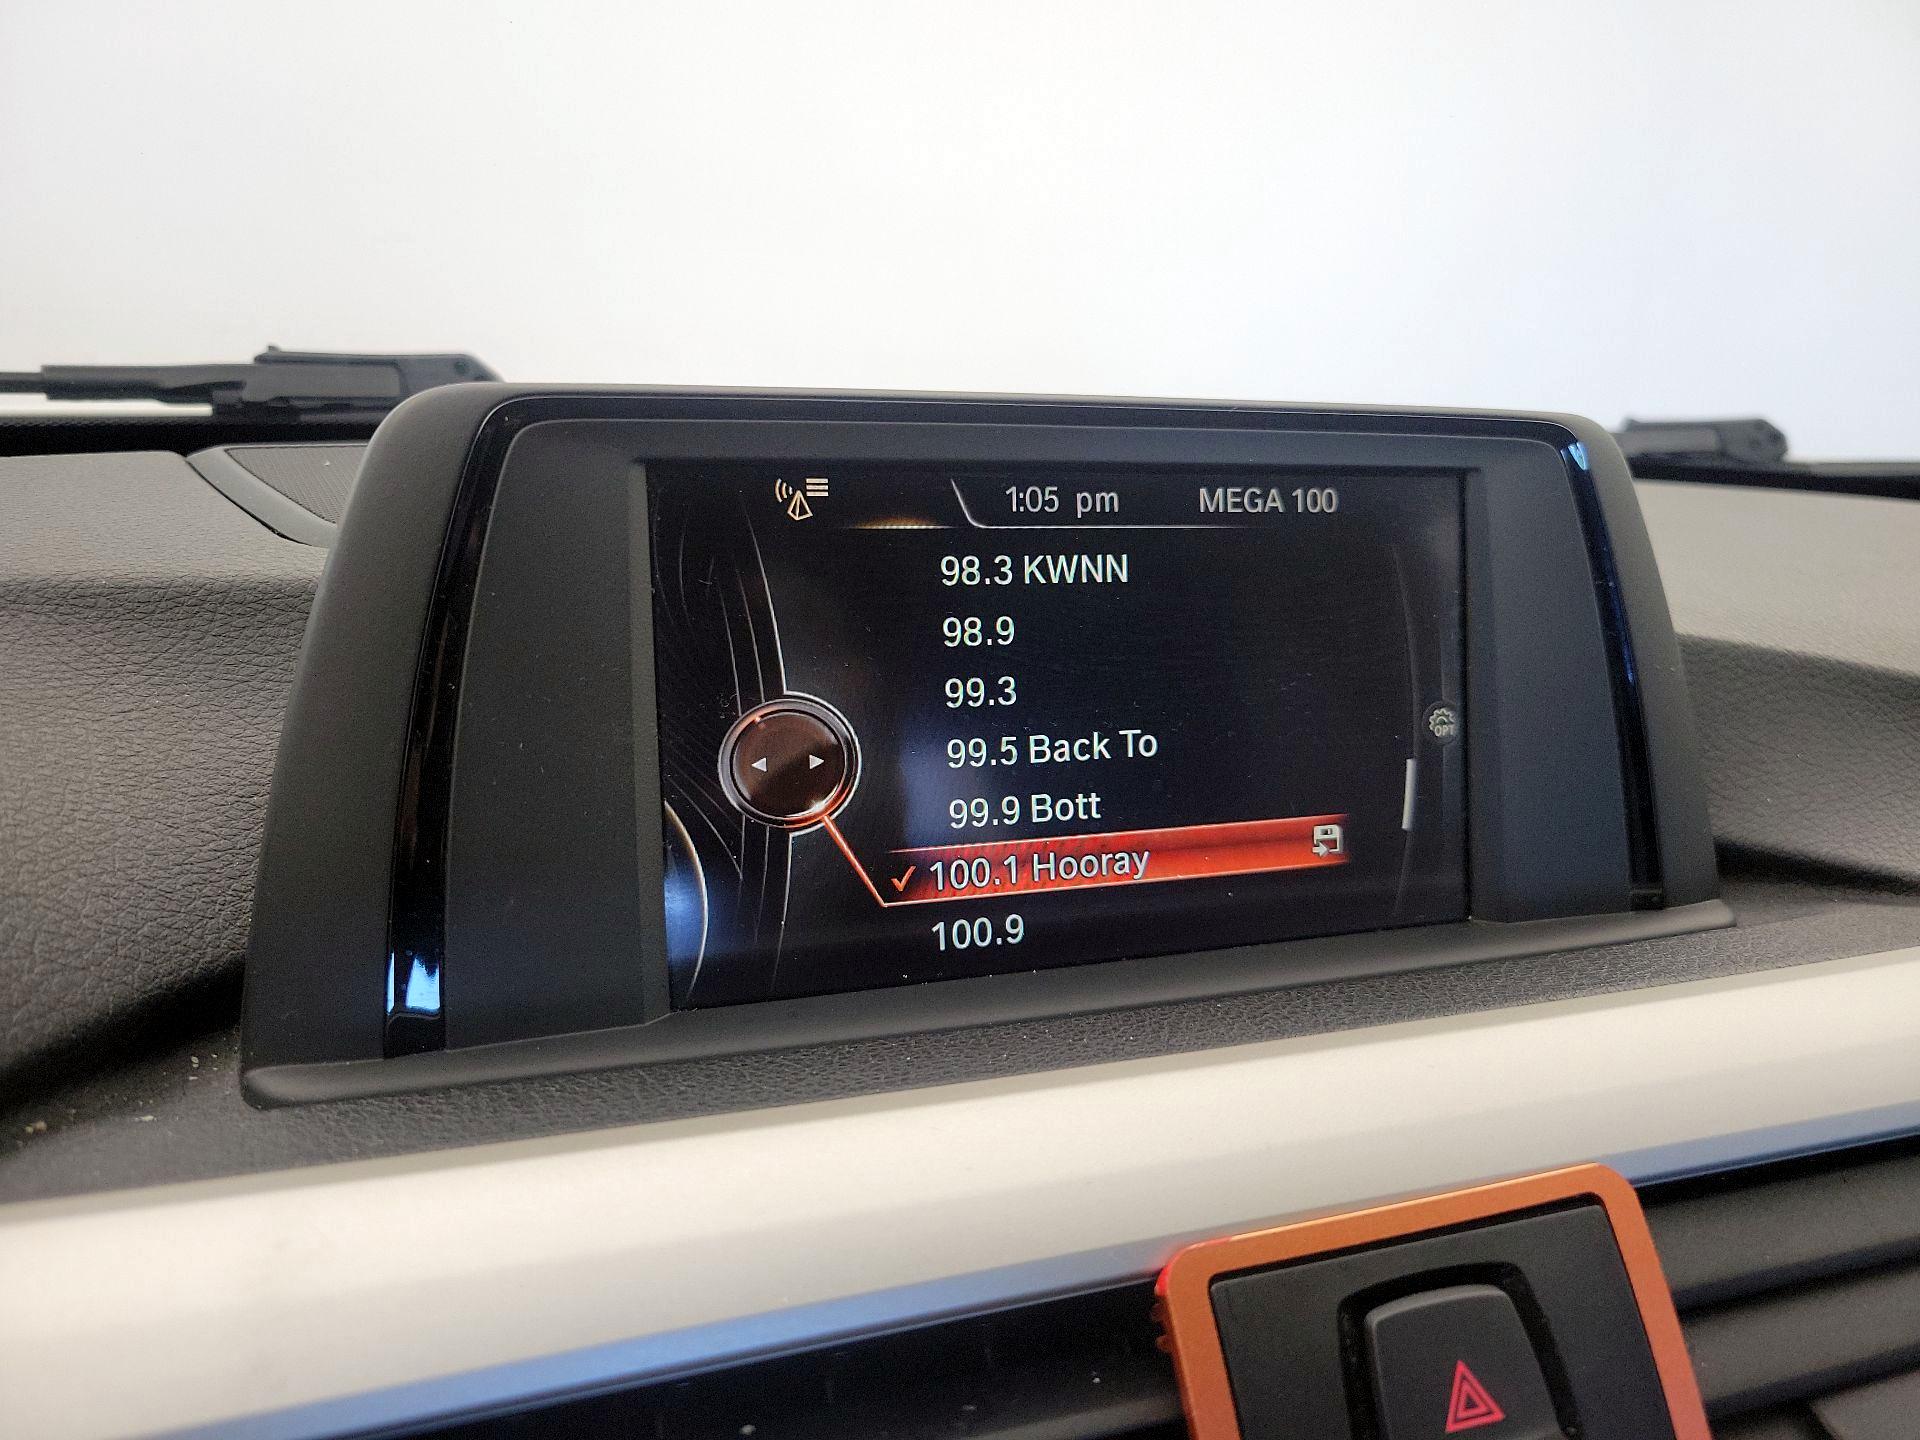 1:05 pm MEGA 100
98.3 KWNN
98.9
99.3
99.5 Back To
99.9 Bott
100.1 Hooray
100.9
OPT